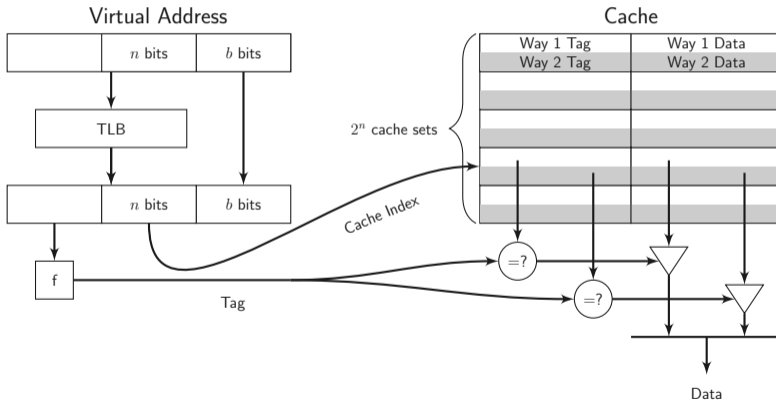 Virtual Address
Cache
n bits
b bits
Way 1 Tag
Way 1 Data
Way 2 Tag
Way 2 Data
TLB
2^n cache sets
n bits
b bits
Cache Index
f
=?
=?
Tag
Data